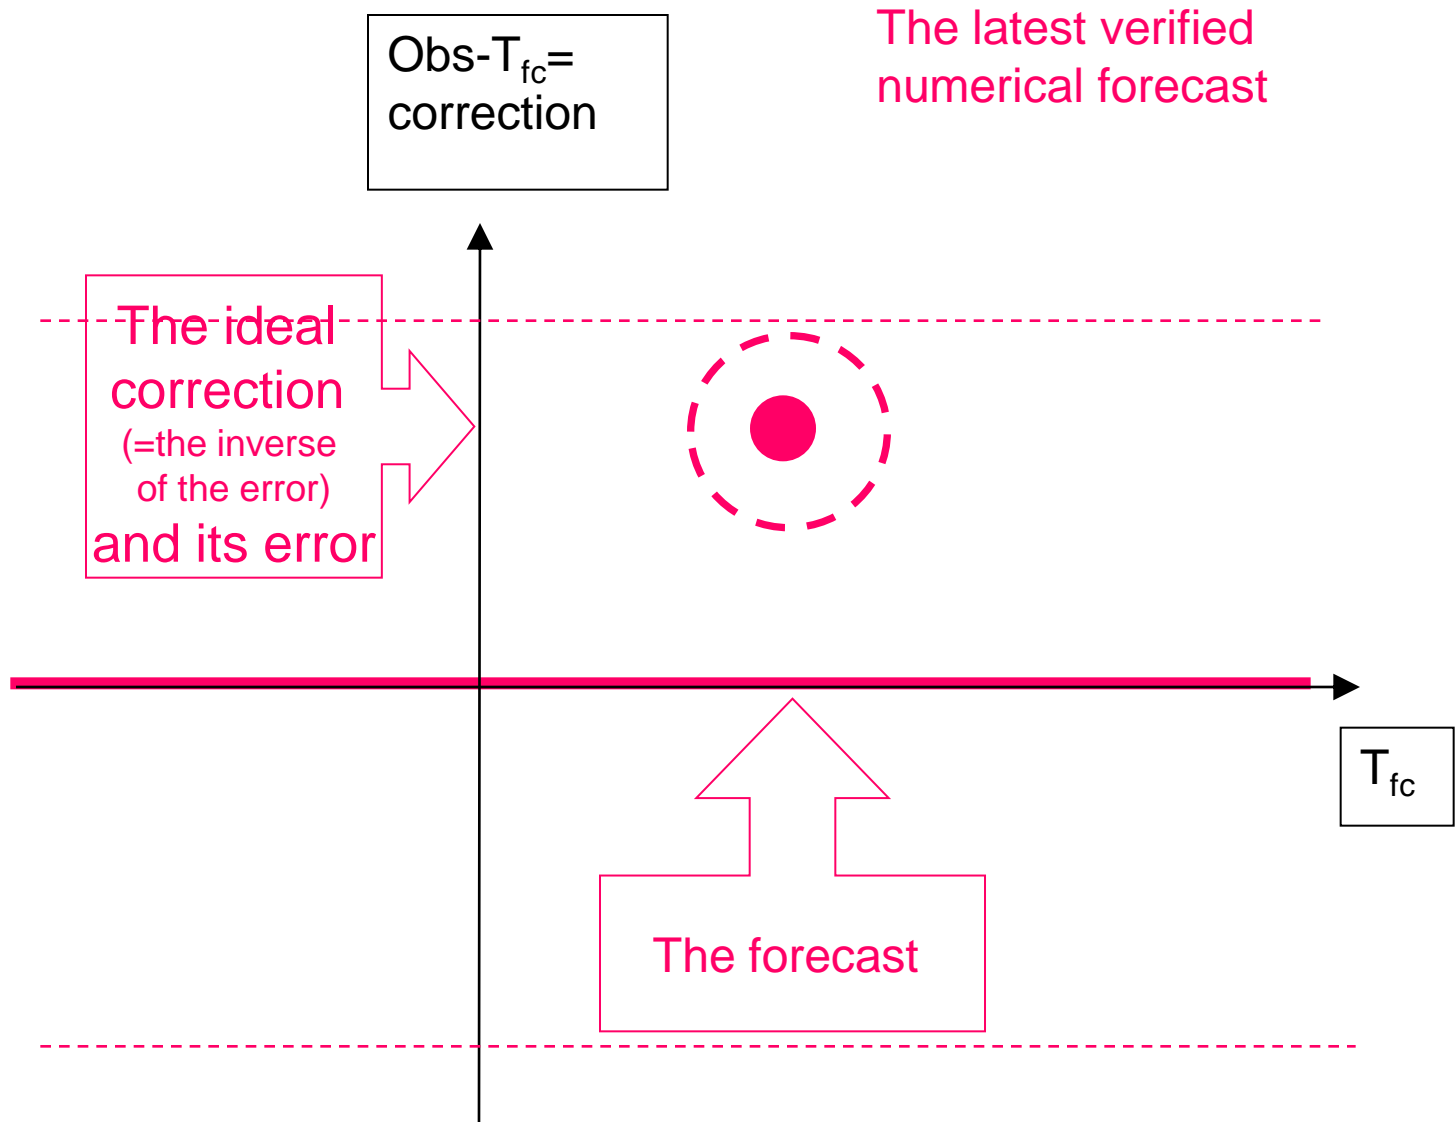 The latest verified
numerical forecast
Obs-Tfc=
correction
The ideal
correction
(=the inverse
of the error)
and its error
Tfc
The forecast